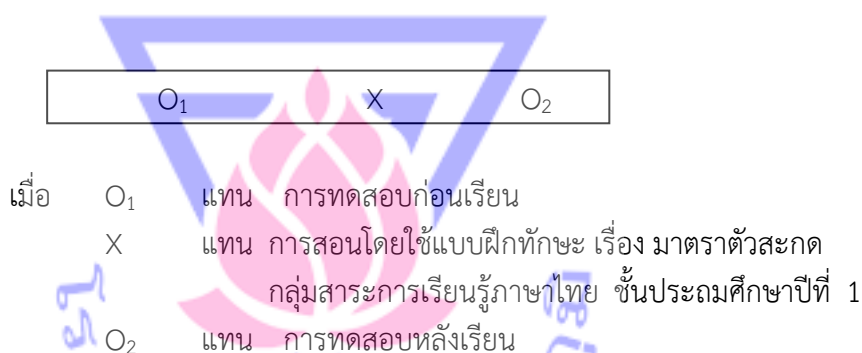 O₁ X O₂
เมื่อ O₁ แทน การทดสอบก่อนเรียน
X แทน การสอนโดยใช้แบบฝึกทักษะ เรื่อง มาตราตัวสะกด
กลุ่มสาระการเรียนรู้ภาษาไทย ชั้นประถมศึกษาปีที่ 1
O₂ แทน การทดสอบหลังเรียน